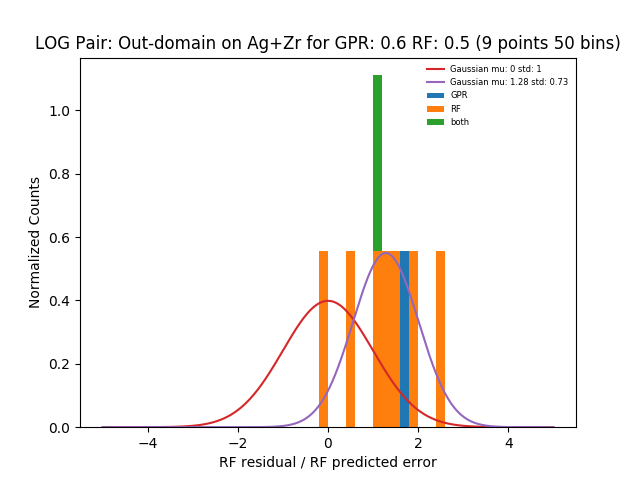 LOG Pair: Out-domain on Ag+Zr for GPR: 0.6 RF: 0.5 (9 points 50 bins)
Gaussian mu: 0 std: 1
Gaussian mu: 1.28 std: 0.73
GPR
RF
both
Normalized Counts
1.0
0.8
0.6
0.4
0.2
0.0
−4
−2
0
2
4
RF residual / RF predicted error